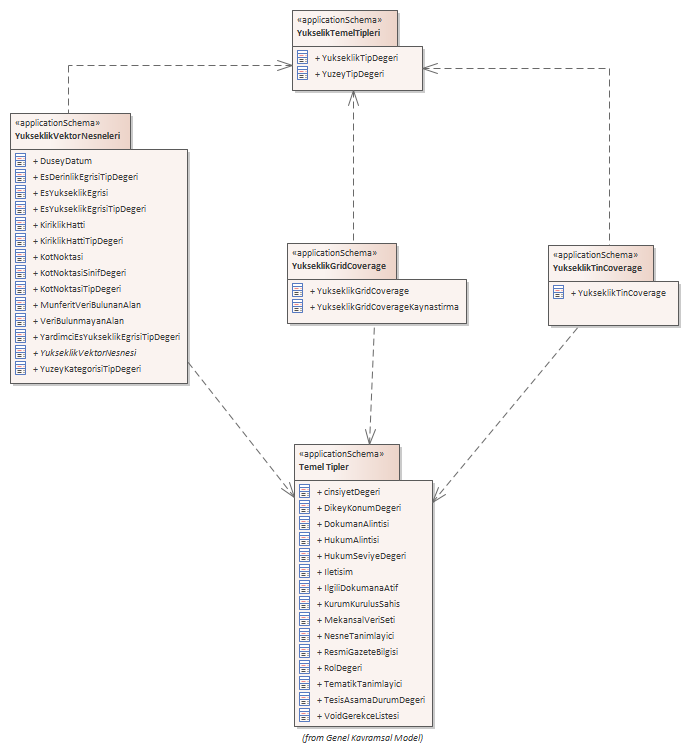 «applicationSchema»
YukseklikTemelTipleri
+ YukseklikTipDegeri
+ YuzeyTipDegeri
«applicationSchema»
YukseklikVektorNesneleri
+ DuseyDatum
+ EsDerinlikEgrisiTipDegeri
+ EsYukseklikEgrisi
+ EsYukseklikEgrisiTipDegeri
+ KiriklikHatti
+ KiriklikHattiTipDegeri
+ KotNoktasi
+ KotNoktasiSinifDegeri
+ KotNoktasiTipDegeri
+ MunferitVeriBulunanAlan
+ VeriBulunmayanAlan
+ YardimciEsYukseklikEgrisiTipDegeri
+ YukseklikVektorNesnesi
+ YuzeyKategorisiTipDegeri
«applicationSchema»
YukseklikGridCoverage
+ YukseklikGridCoverage
+ YukseklikGridCoverageKaynastirma
«applicationSchema»
YukseklikTinCoverage
+ YukseklikTinCoverage
«applicationSchema»
Temel Tipler
+ cinsiyetDegeri
+ DikeyKonumDegeri
+ DokumanAlintisi
+ HukumAlintisi
+ HukumSeviyeDegeri
+ Iletisim
+ IlgiliDokumanaAtif
+ KurumKurulusSahis
+ MekansalVeriSeti
+ NesneTanimlayici
+ ResmiGazeteBilgisi
+ RolDegeri
+ TematikTanimlayici
+ TesisAsamaDurumDegeri
+ VoidGerekceListesi
(from Genel Kavramsal Model)